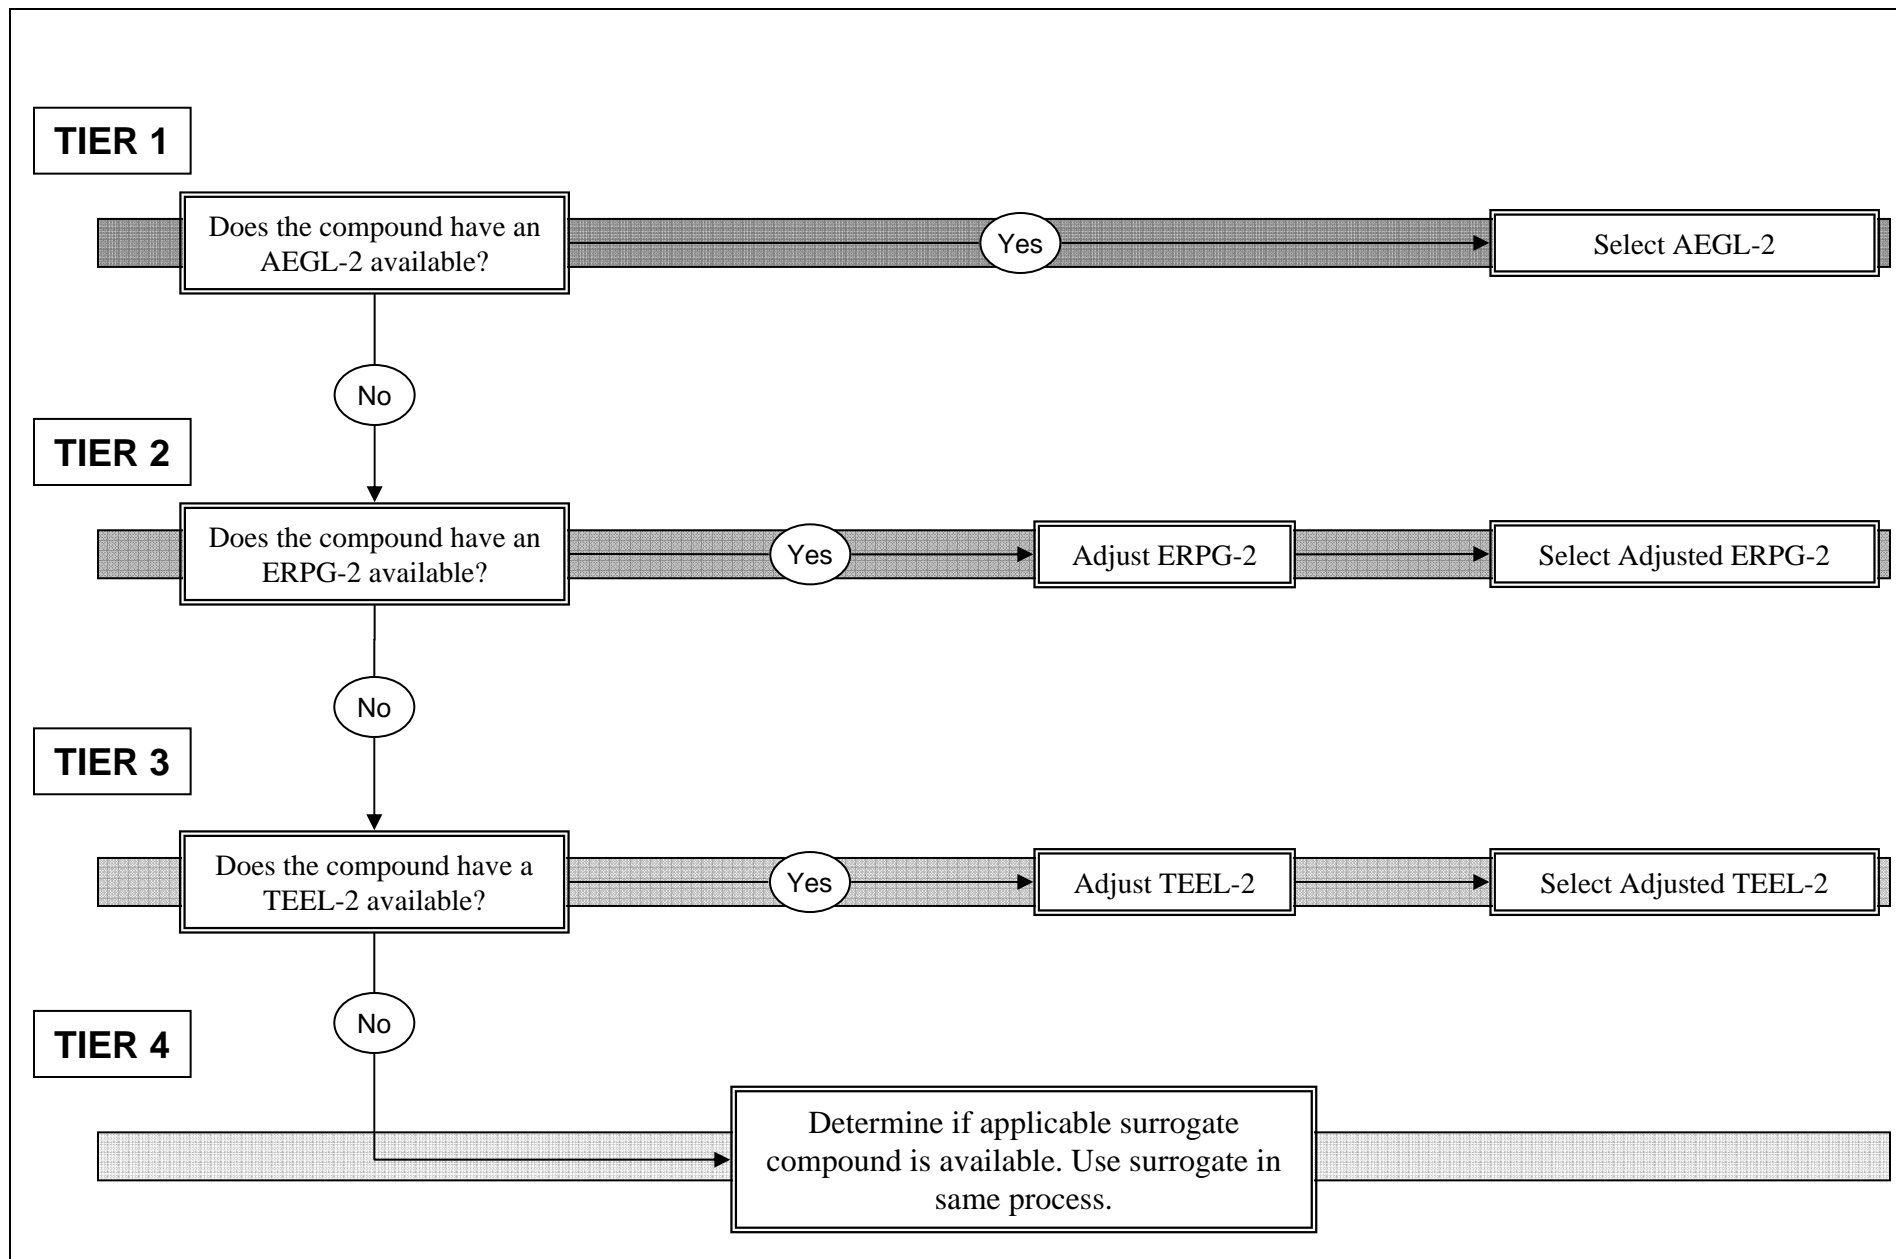 TIER 1
Does the compound have an
AEGL-2 available?
Yes
Select AEGL-2
No
TIER 2
Does the compound have an
ERPG-2 available?
Yes
Adjust ERPG-2
Select Adjusted ERPG-2
No
TIER 3
Does the compound have a
TEEL-2 available?
Yes
Adjust TEEL-2
Select Adjusted TEEL-2
No
TIER 4
Determine if applicable surrogate
compound is available. Use surrogate in
same process.